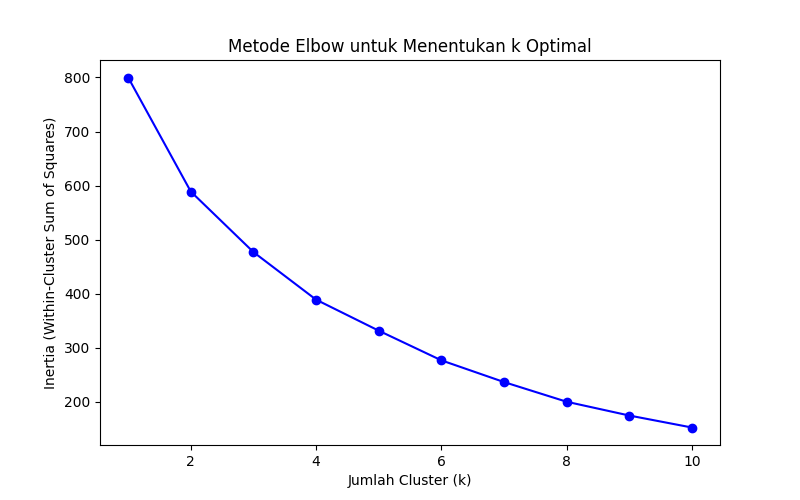 Metode Elbow untuk Menentukan k Optimal
Inertia (Within-Cluster Sum of Squares)
800
700
600
500
400
300
200
2 4 6 8 10
Jumlah Cluster (k)